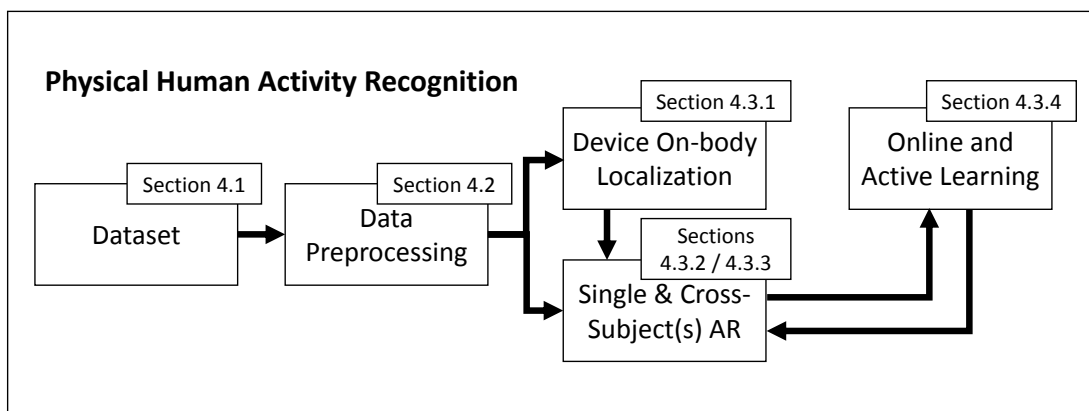 Physical Human Activity Recognition
Section 4.1
Dataset
Section 4.2
Data
Preprocessing
Section 4.3.1
Device On-body
Localization
Sections
4.3.2 / 4.3.3
Single & Cross-
Subject(s) AR
Section 4.3.4
Online and
Active Learning